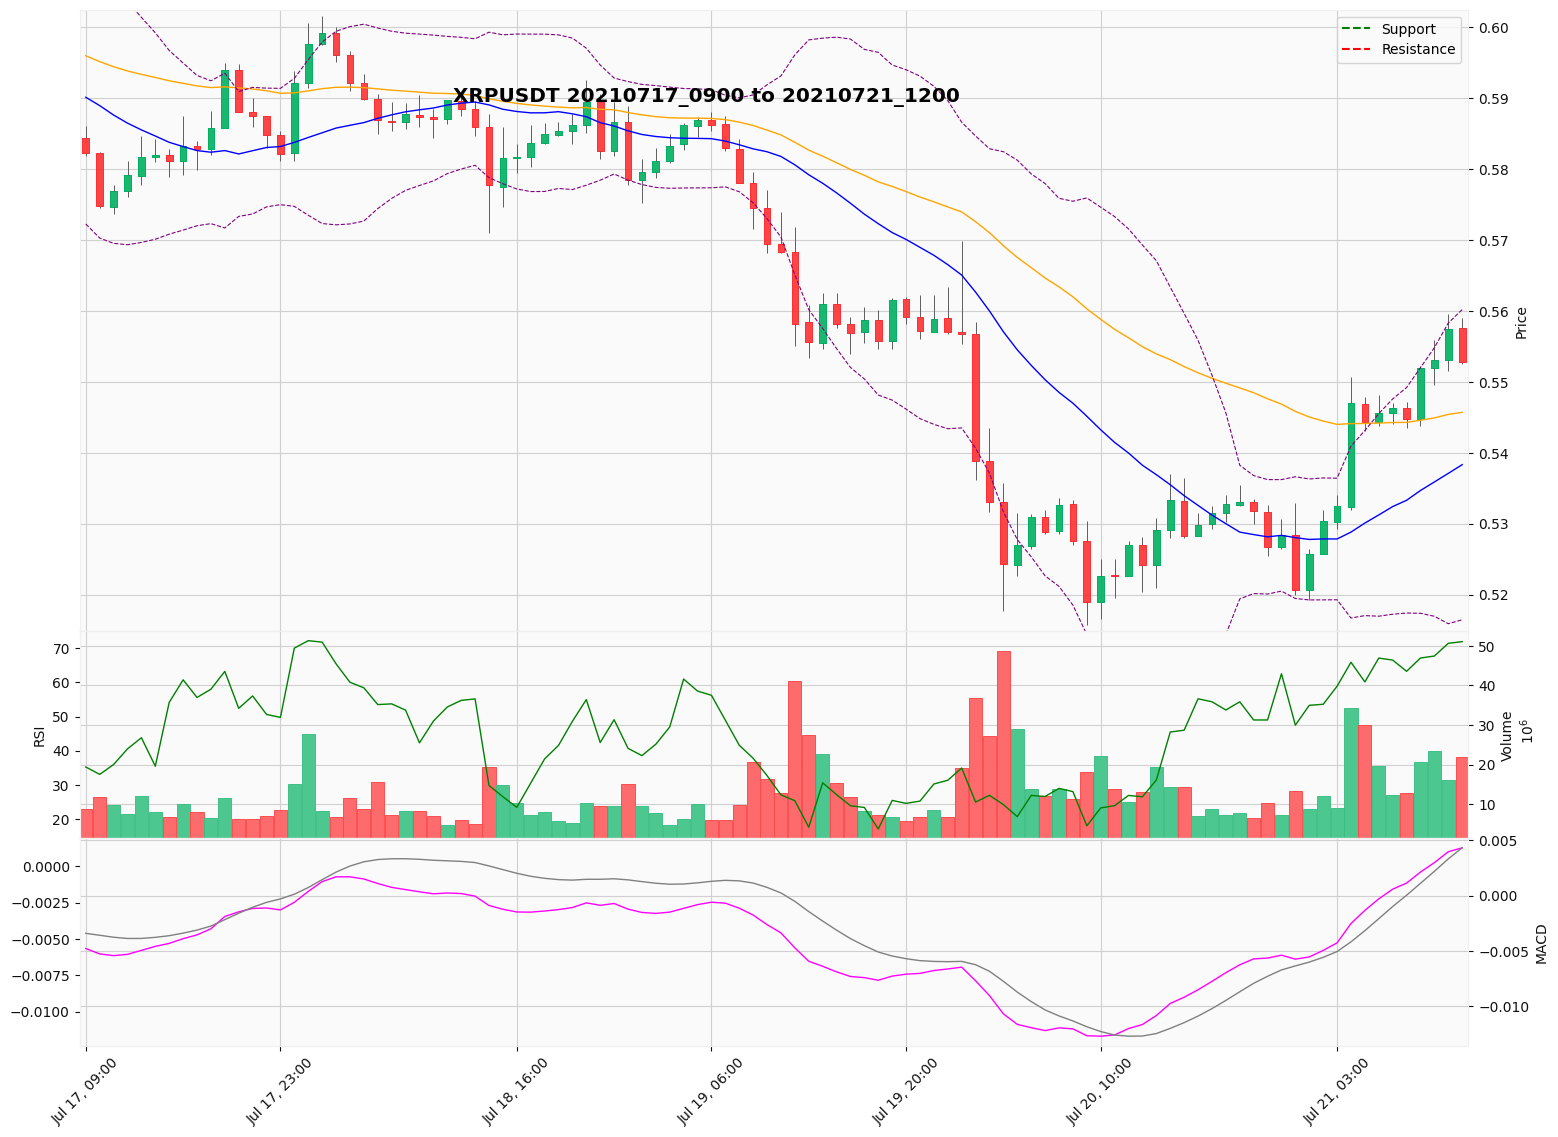 XRPUSDT 20210717_0900 to 20210721_1200
Support
Resistance
0.60
0.59
0.58
0.57
0.56
0.55
0.54
0.53
0.52
Price
70
60
50
40
30
20
RSI
50
40
30
20
10
Volume
10^6
0.0000
−0.0025
−0.0050
−0.0075
−0.0100
0.005
0.000
−0.005
−0.010
MACD
Jul 17, 09:00
Jul 17, 23:00
Jul 18, 16:00
Jul 19, 06:00
Jul 19, 20:00
Jul 20, 10:00
Jul 21, 03:00